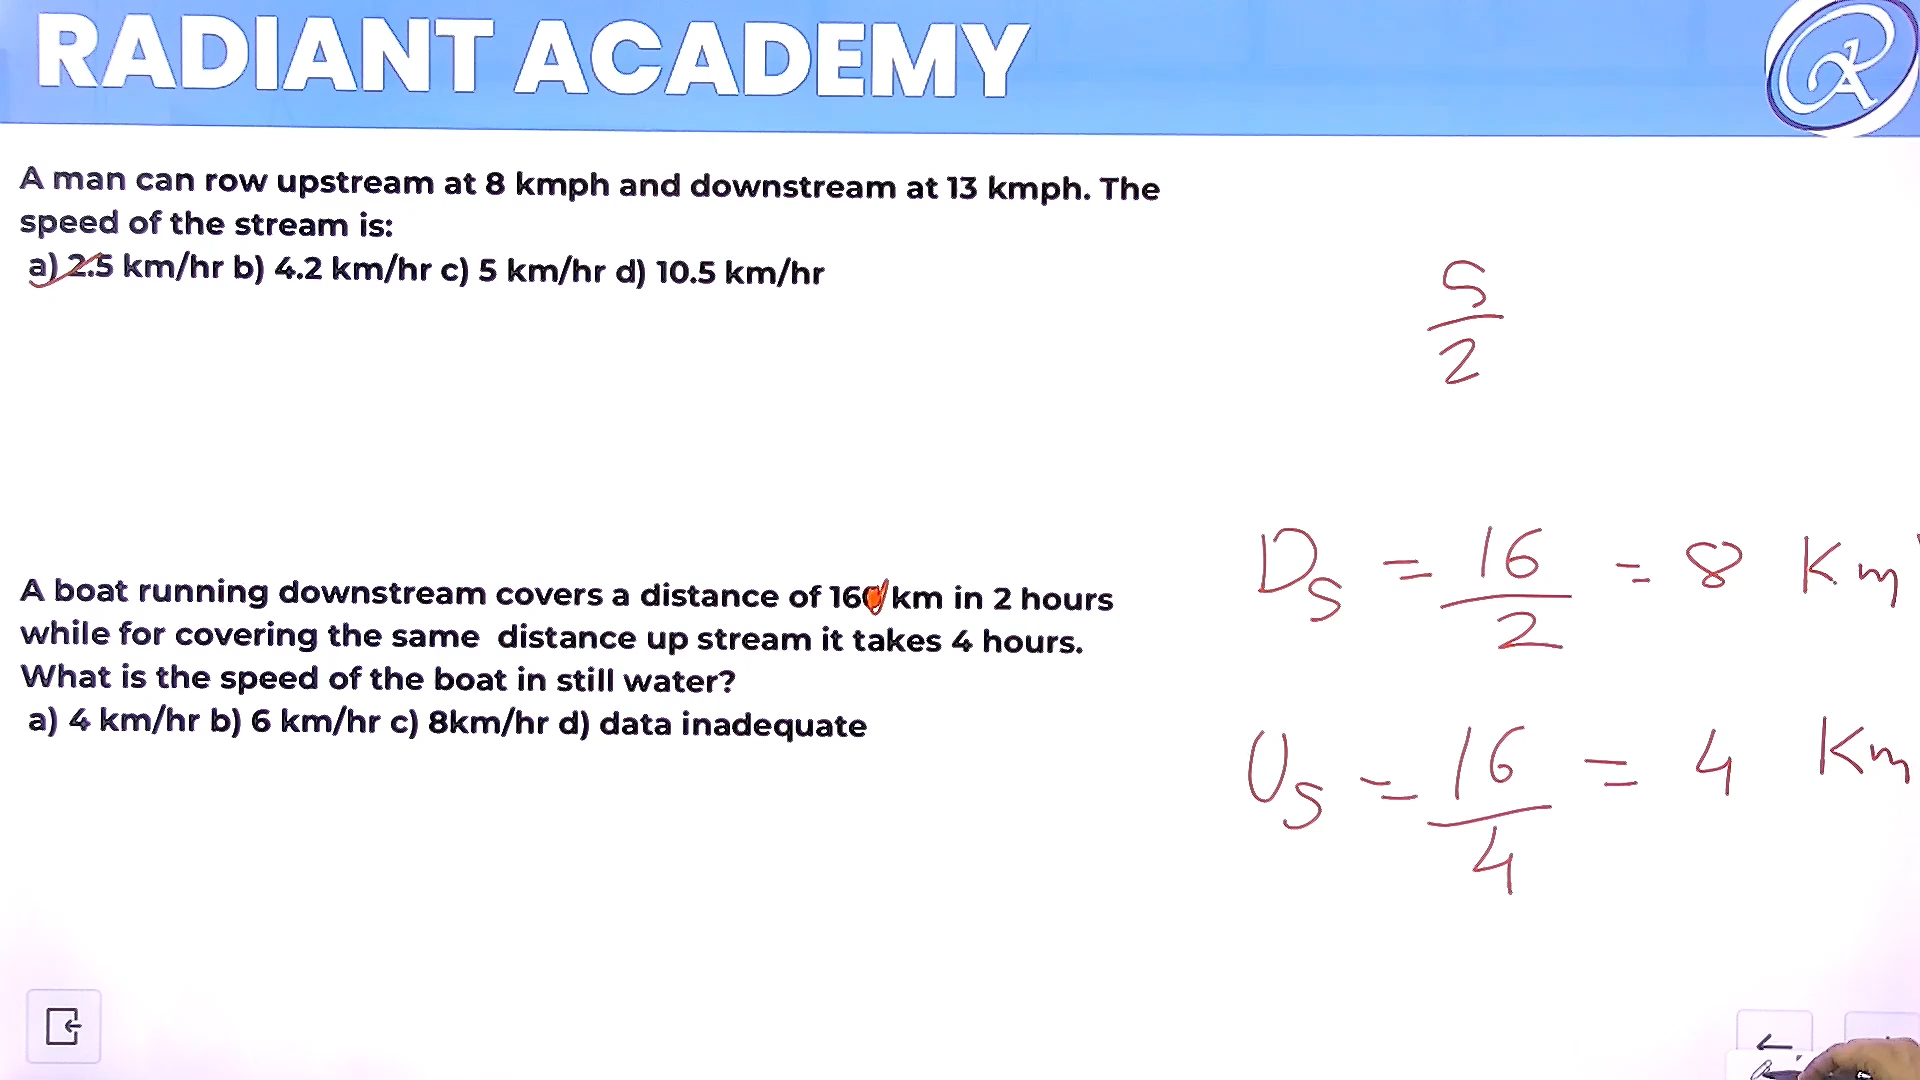 RADIANT ACADEMY
A man can row upstream at 8 kmph and downstream at 13 kmph. The
speed of the stream is:
a) 2.5 km/hr b) 4.2 km/hr c) 5 km/hr d) 10.5 km/hr
5
2
A boat running downstream covers a distance of 160 km in 2 hours
while for covering the same distance up stream it takes 4 hours.
What is the speed of the boat in still water?
a) 4 km/hr b) 6 km/hr c) 8km/hr d) data inadequate
DS = 16/2 = 8 Km
US = 16/4 = 4 Km